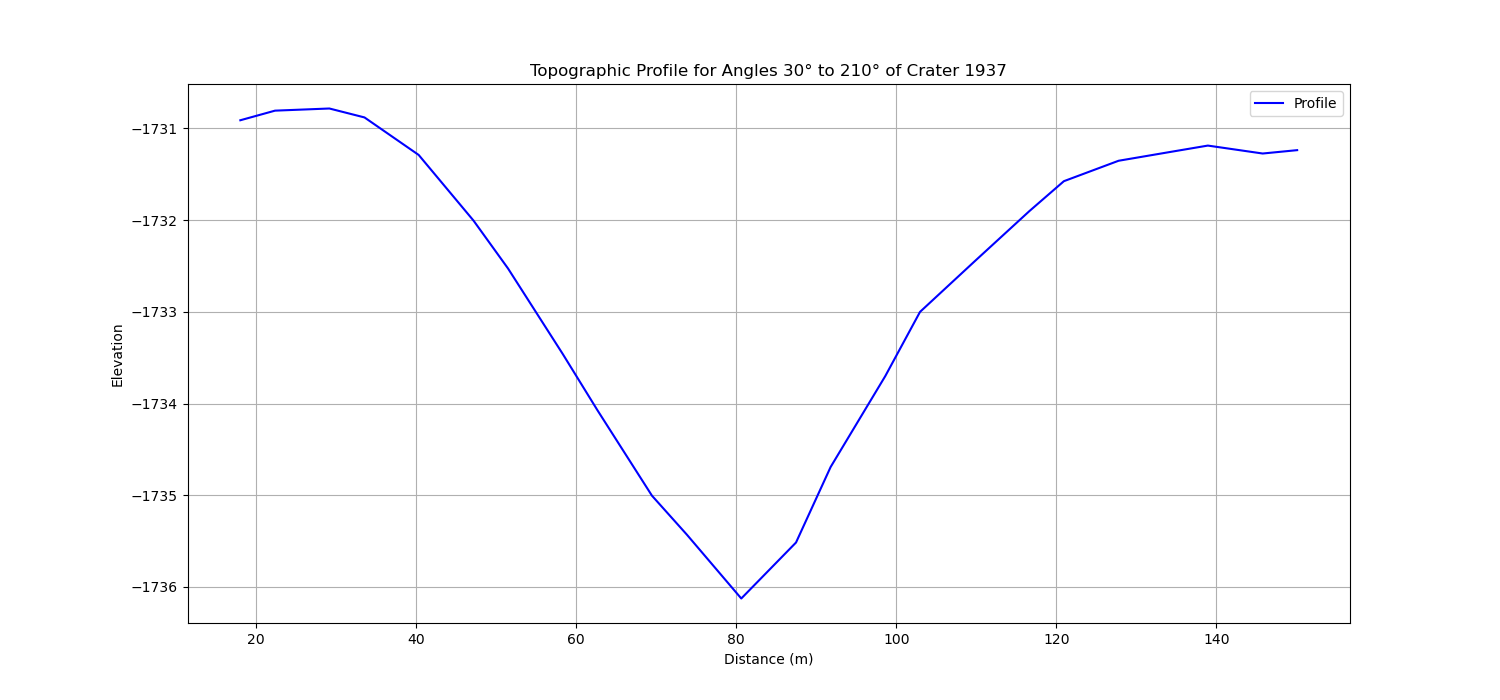 Topographic Profile for Angles 30° to 210° of Crater 1937
Profile
−1731
−1732
−1733
−1734
−1735
−1736
Elevation
20 40 60 80 100 120 140
Distance (m)